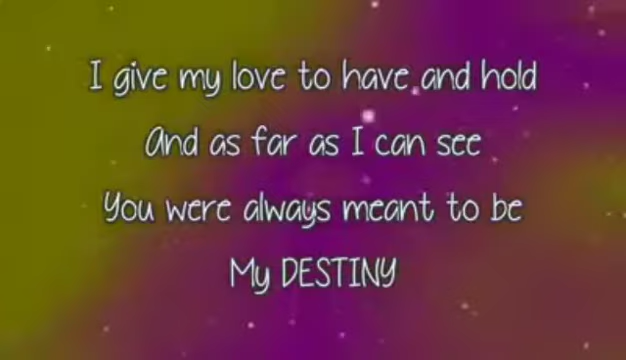 I give my love to have and hold
And as far as I can see
You were always meant to be
My DESTINY